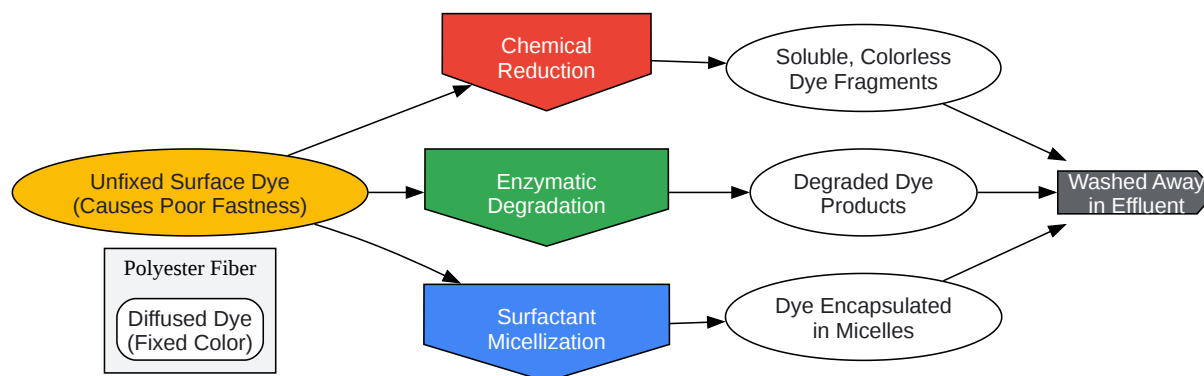 Chemical
Reduction
Soluble, Colorless
Dye Fragments
Unfixed Surface Dye
(Causes Poor Fastness)
Enzymatic
Degradation
Degraded Dye
Products
Washed Away
in Effluent
Polyester Fiber
Diffused Dye
(Fixed Color)
Surfactant
Micellization
Dye Encapsulated
in Micelles